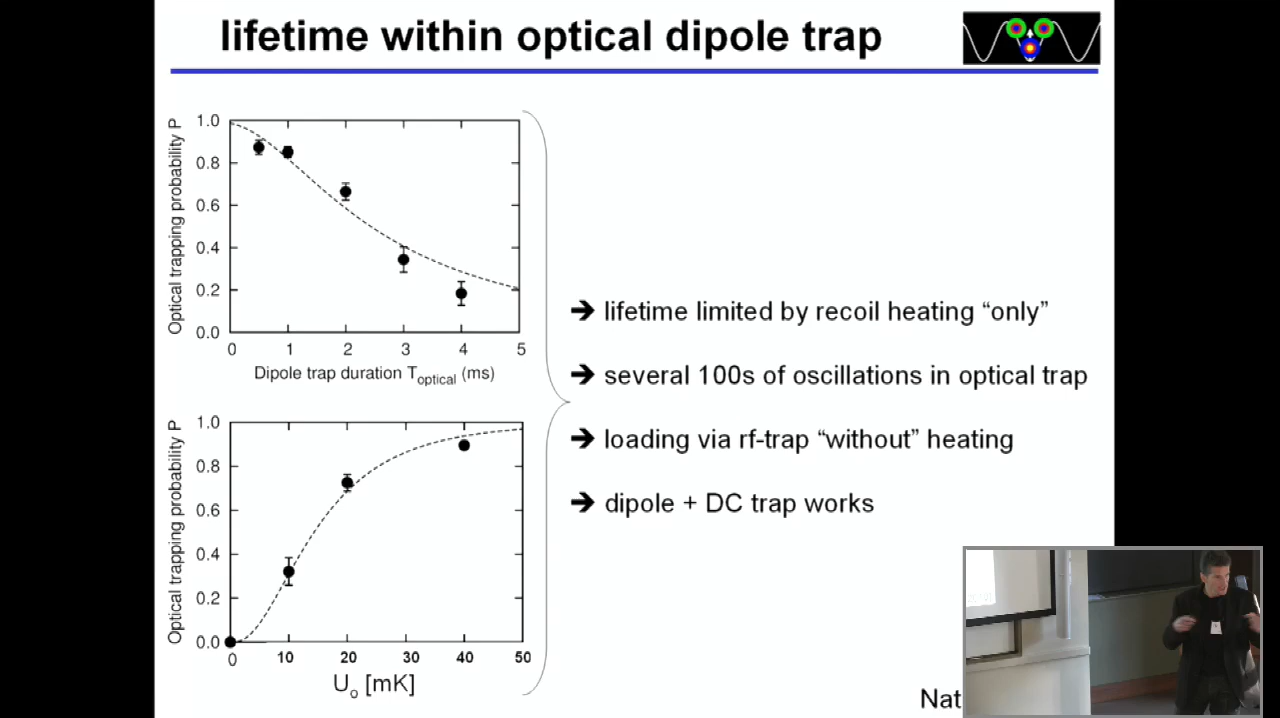 lifetime within optical dipole trap
Optical trapping probability P
1.0
0.8
0.6
0.4
0.2
0.0
0 1 2 3 4 5
Dipole trap duration Toptical (ms)
Optical trapping probability P
1.0
0.8
0.6
0.4
0.2
0.0
0 10 20 30 40 50
Uo [mK]
➔ lifetime limited by recoil heating “only”
➔ several 100s of oscillations in optical trap
➔ loading via rf-trap “without” heating
➔ dipole + DC trap works
Nat